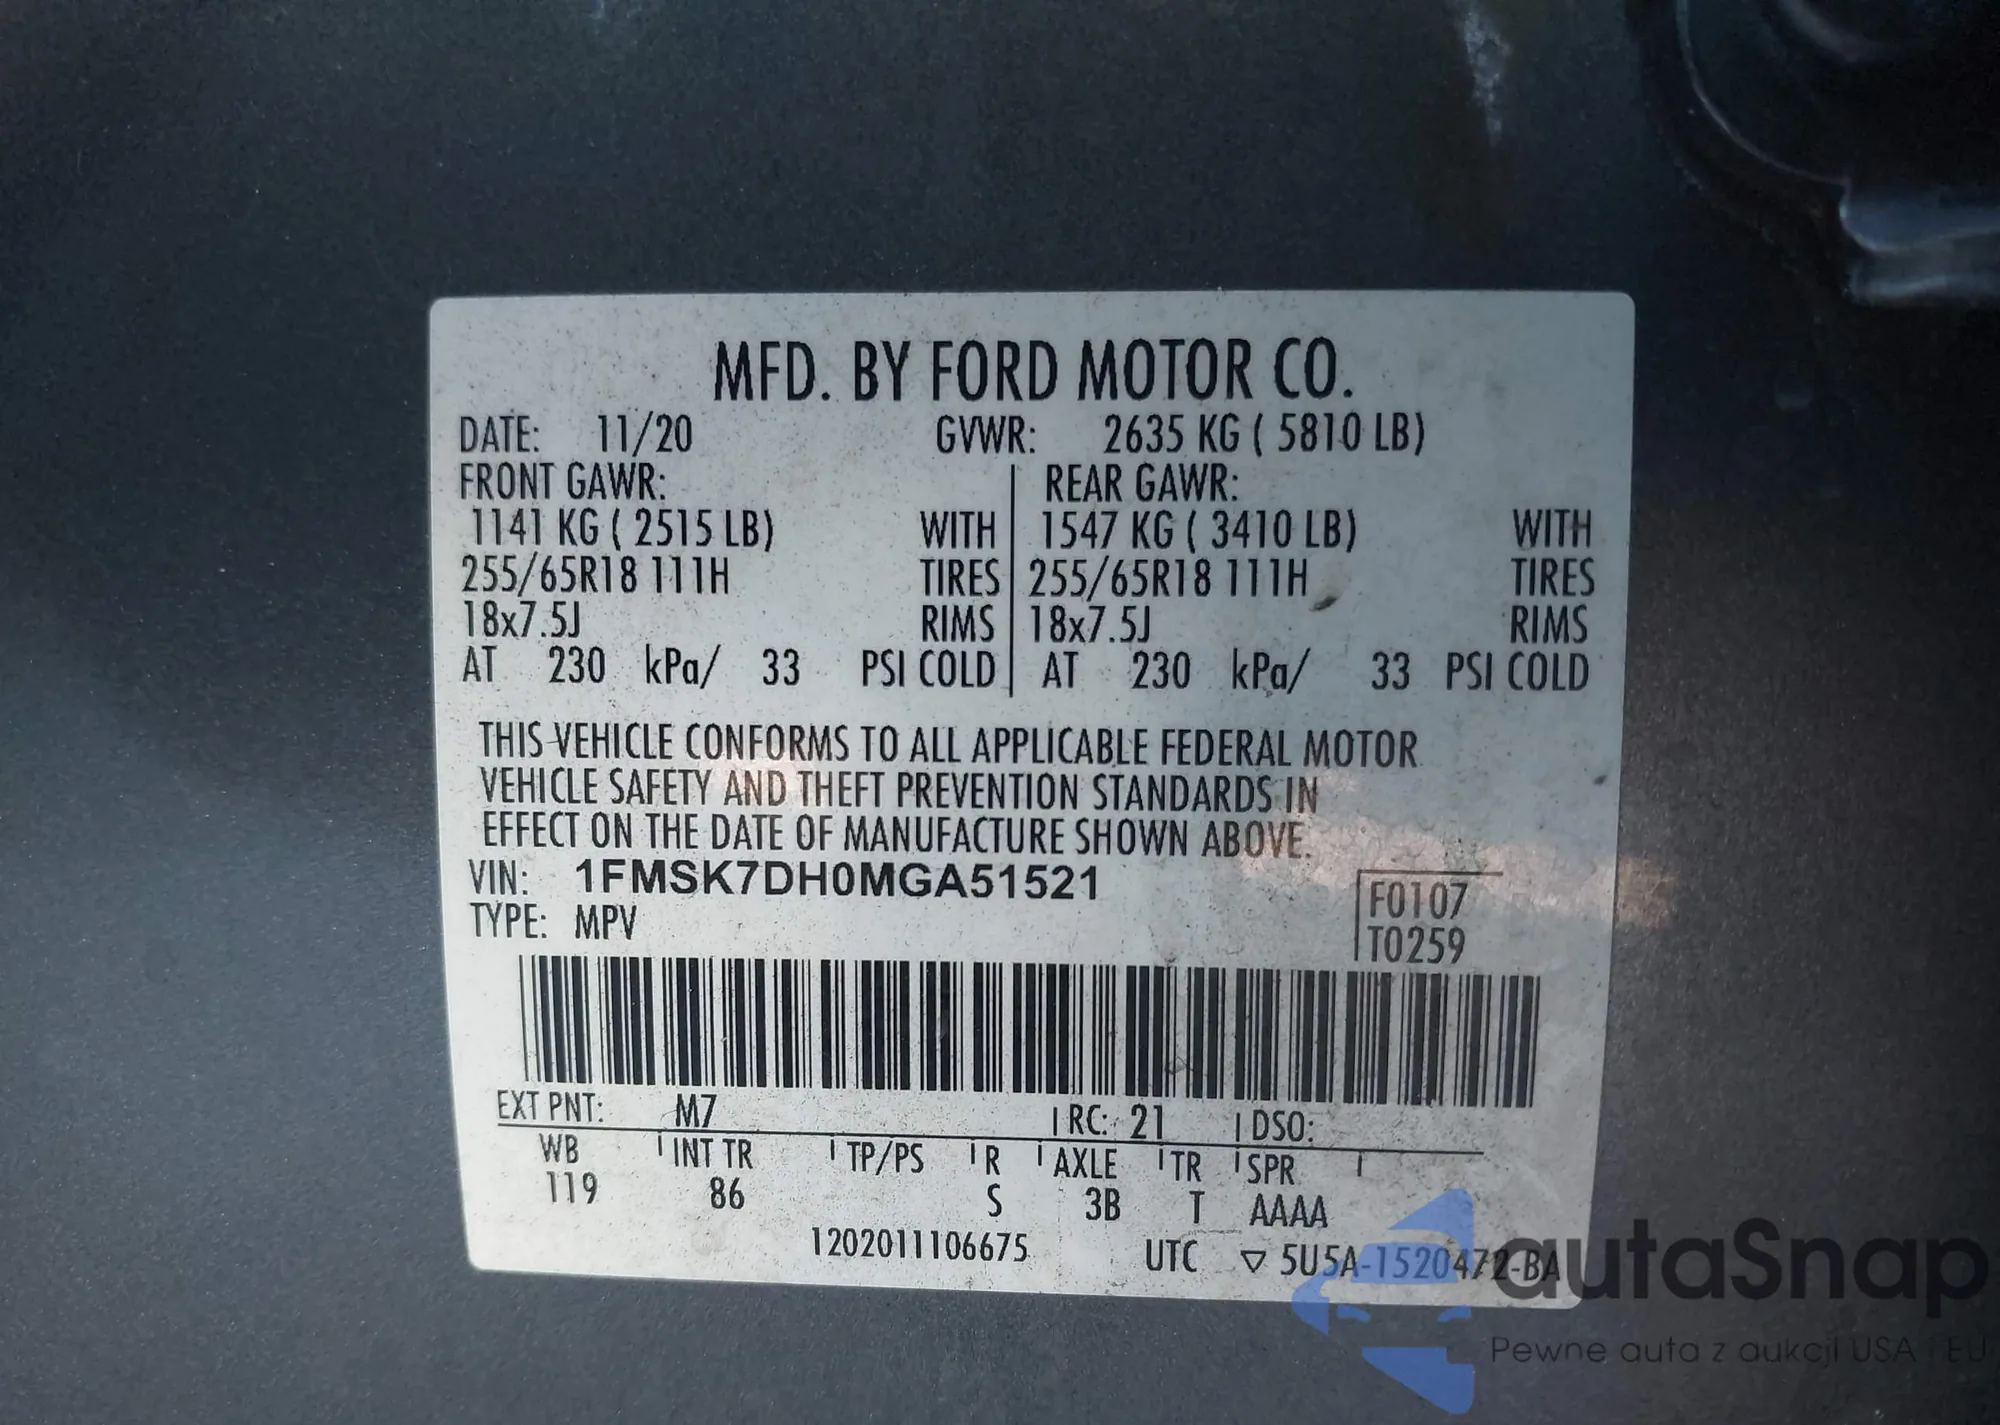 MFD. BY FORD MOTOR CO.
DATE: 11/20 GVWR: 2635 KG ( 5810 LB)
FRONT GAWR: REAR GAWR:
1141 KG ( 2515 LB) WITH 1547 KG ( 3410 LB) WITH
255/65R18 111H TIRES 255/65R18 111H TIRES
18x7.5J RIMS 18x7.5J RIMS
AT 230 kPa/ 33 PSI COLD AT 230 kPa/ 33 PSI COLD
THIS VEHICLE CONFORMS TO ALL APPLICABLE FEDERAL MOTOR
VEHICLE SAFETY AND THEFT PREVENTION STANDARDS IN
EFFECT ON THE DATE OF MANUFACTURE SHOWN ABOVE.
VIN: 1FMSK7DH0MGA51521
TYPE: MPV
F0107
T0259
EXT PNT: M7 RC: 21 DSO:
WB INT TR TP/PS R AXLE TR SPR
119 86 S 3B T AAAA
1202011106675 UTC ▽ 5U5A-1520472-BA
autaSnap
Pewne auta z aukcji USA i EU